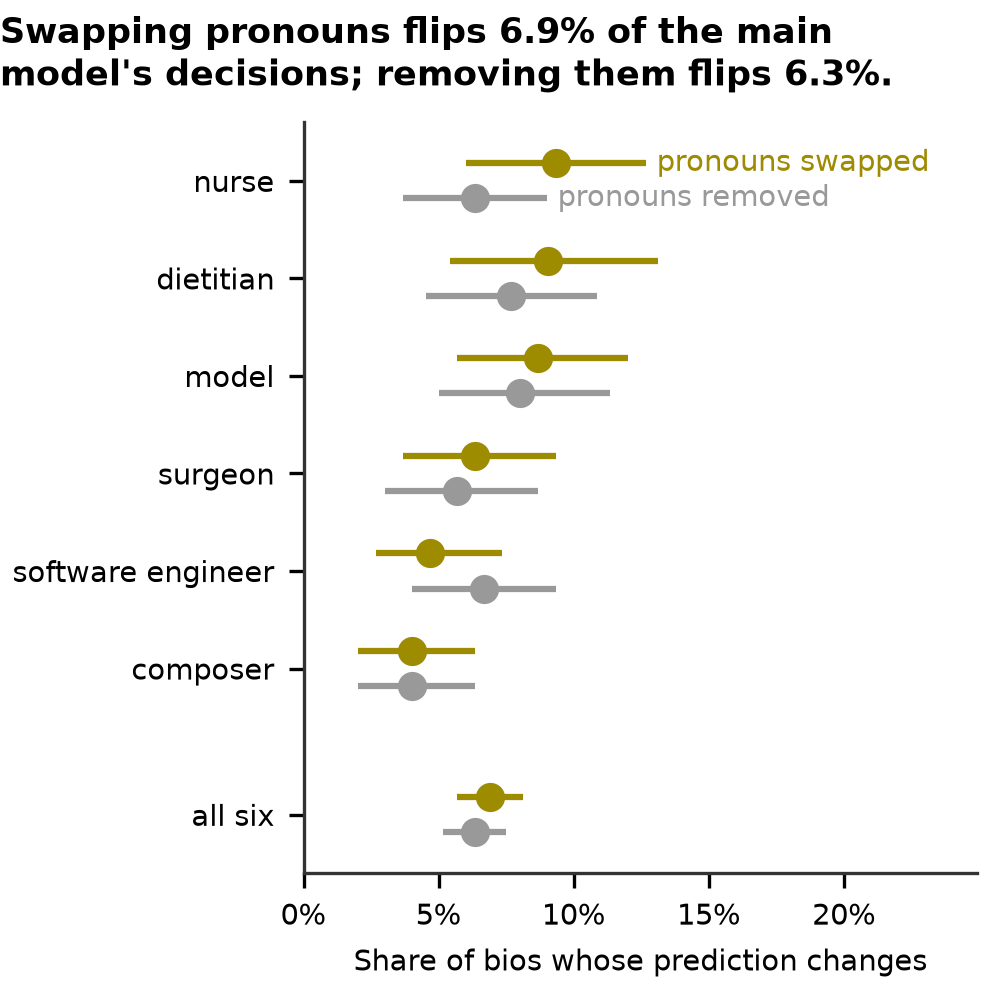 Swapping pronouns flips 6.9% of the main
model's decisions; removing them flips 6.3%.
nurse
pronouns swapped
pronouns removed
dietitian
model
surgeon
software engineer
composer
all six
0% 5% 10% 15% 20%
Share of bios whose prediction changes